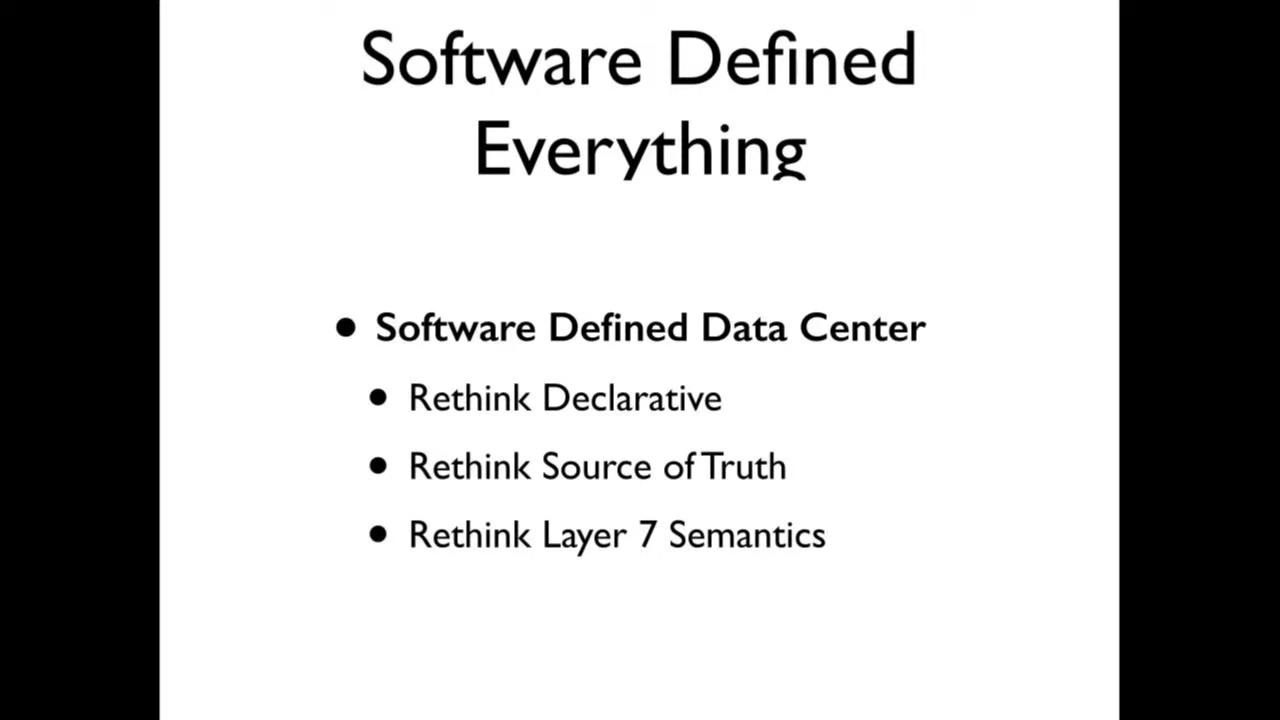 Software Defined
Everything
• Software Defined Data Center
• Rethink Declarative
• Rethink Source of Truth
• Rethink Layer 7 Semantics